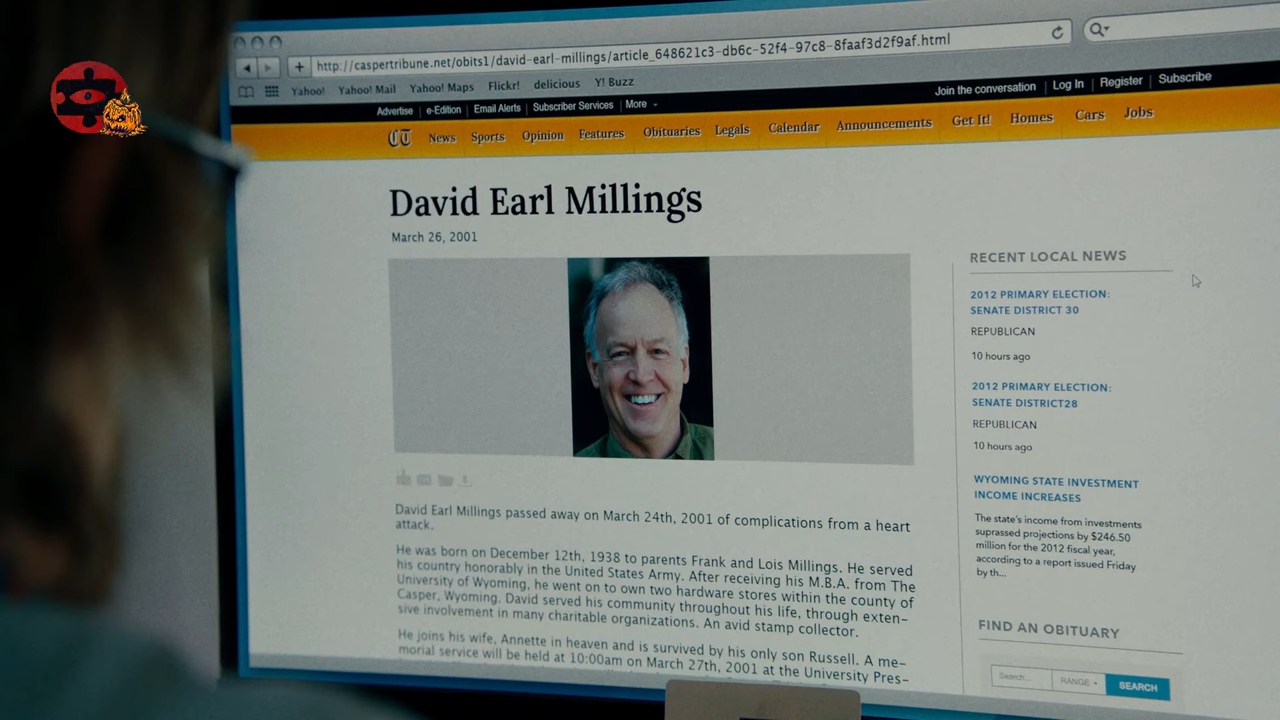 http://caspertribune.net/obits1/david-earl-millings/article_648621c3-db6c-52f4-97c8-8faaf3d2f9af.html
Yahoo! Yahoo! Mail Yahoo! Maps Flickr! delicious Y! Buzz
Advertise e-Edition Email Alerts Subscriber Services More
Join the conversation Log In Register Subscribe
CT News Sports Opinion Features Obituaries Legals Calendar Announcements Get It! Homes Cars Jobs
David Earl Millings
March 26, 2001
David Earl Millings passed away on March 24th, 2001 of complications from a heart
attack.
He was born on December 12th, 1938 to parents Frank and Lois Millings. He served
his country honorably in the United States Army. After receiving his M.B.A. from The
University of Wyoming, he went on to own two hardware stores within the county of
Casper, Wyoming. David served his community throughout his life, through exten-
sive involvement in many charitable organizations. An avid stamp collector.
He joins his wife, Annette in heaven and is survived by his only son Russell. A me-
morial service will be held at 10:00am on March 27th, 2001 at the University Pres-
RECENT LOCAL NEWS
2012 PRIMARY ELECTION:
SENATE DISTRICT 30
REPUBLICAN
10 hours ago
2012 PRIMARY ELECTION:
SENATE DISTRICT28
REPUBLICAN
10 hours ago
WYOMING STATE INVESTMENT
INCOME INCREASES
The state's income from investments
suprassed projections by $246.50
million for the 2012 fiscal year,
according to a report issued Friday
by th...
FIND AN OBITUARY
Search... RANGE SEARCH